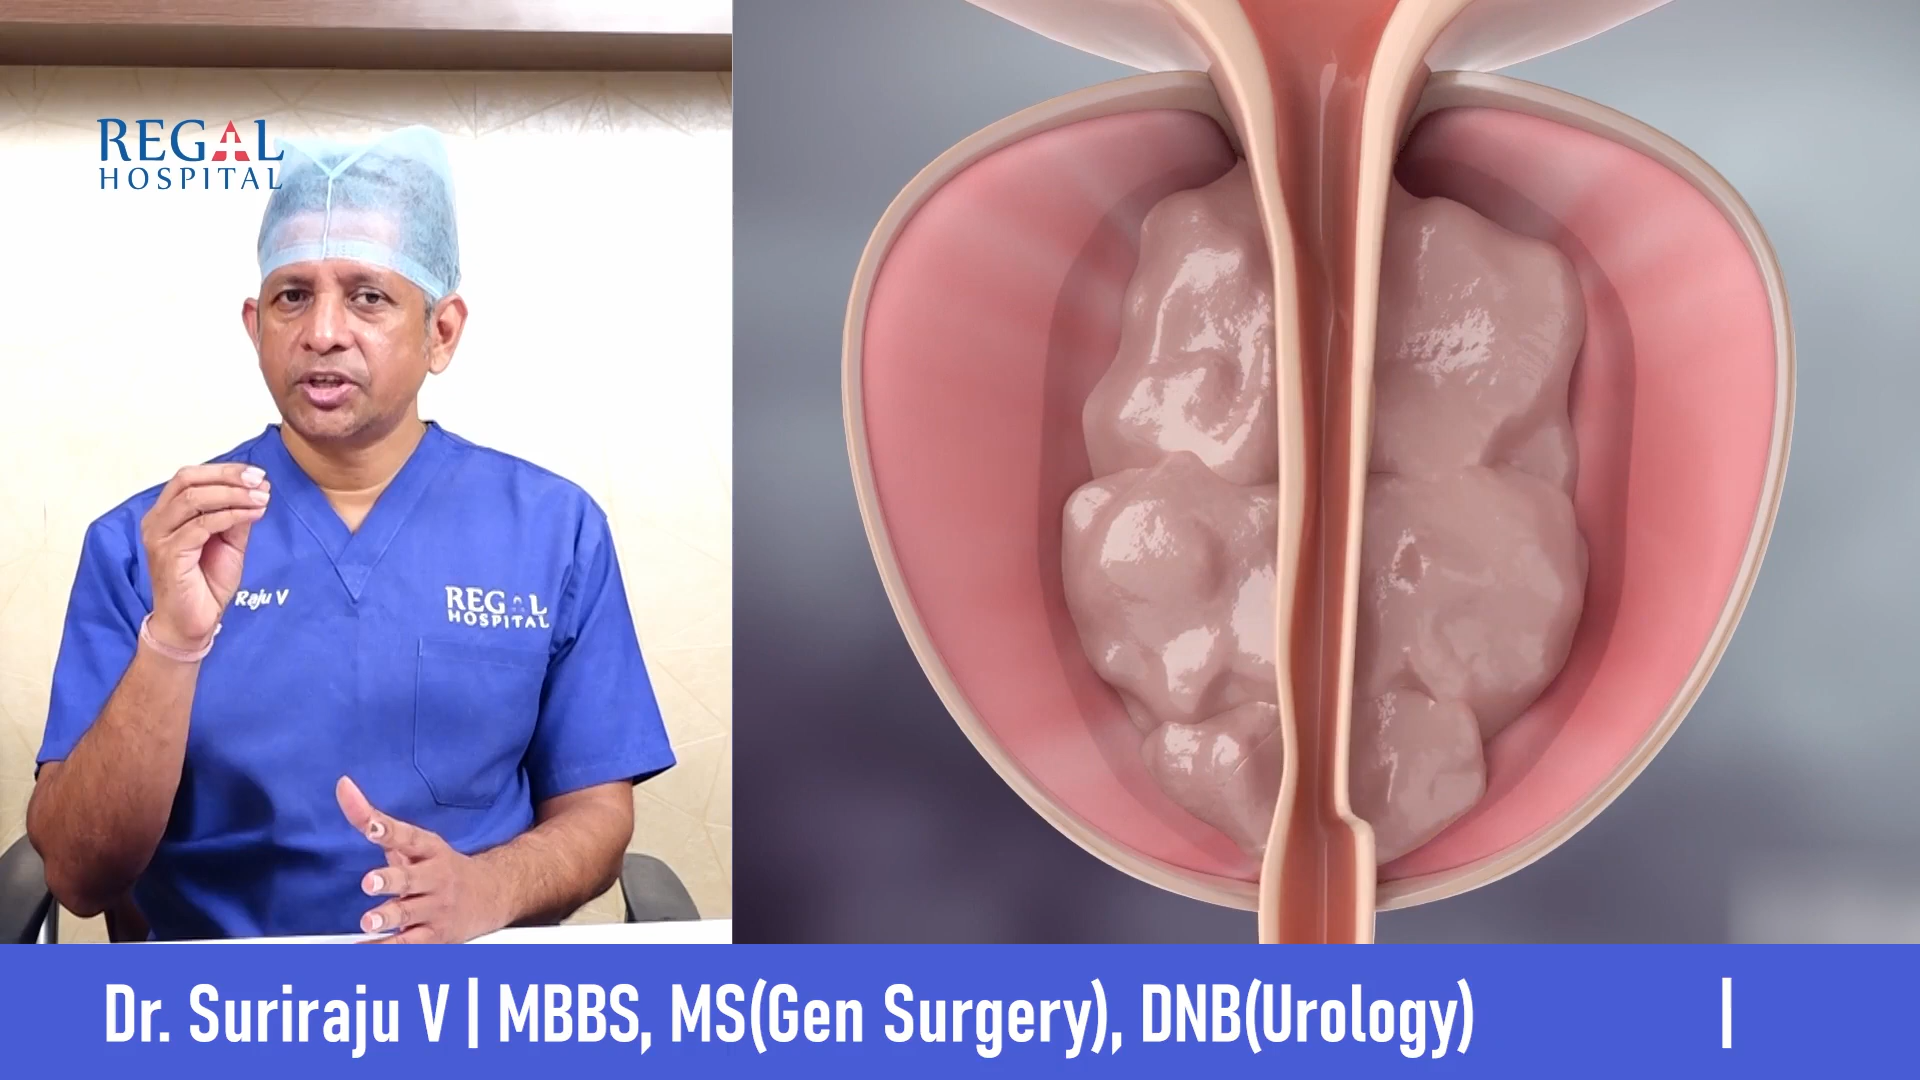 REGAL
HOSPITAL
Raju V
REGAL
HOSPITAL
Dr. Suriraju V | MBBS, MS(Gen Surgery), DNB(Urology) |